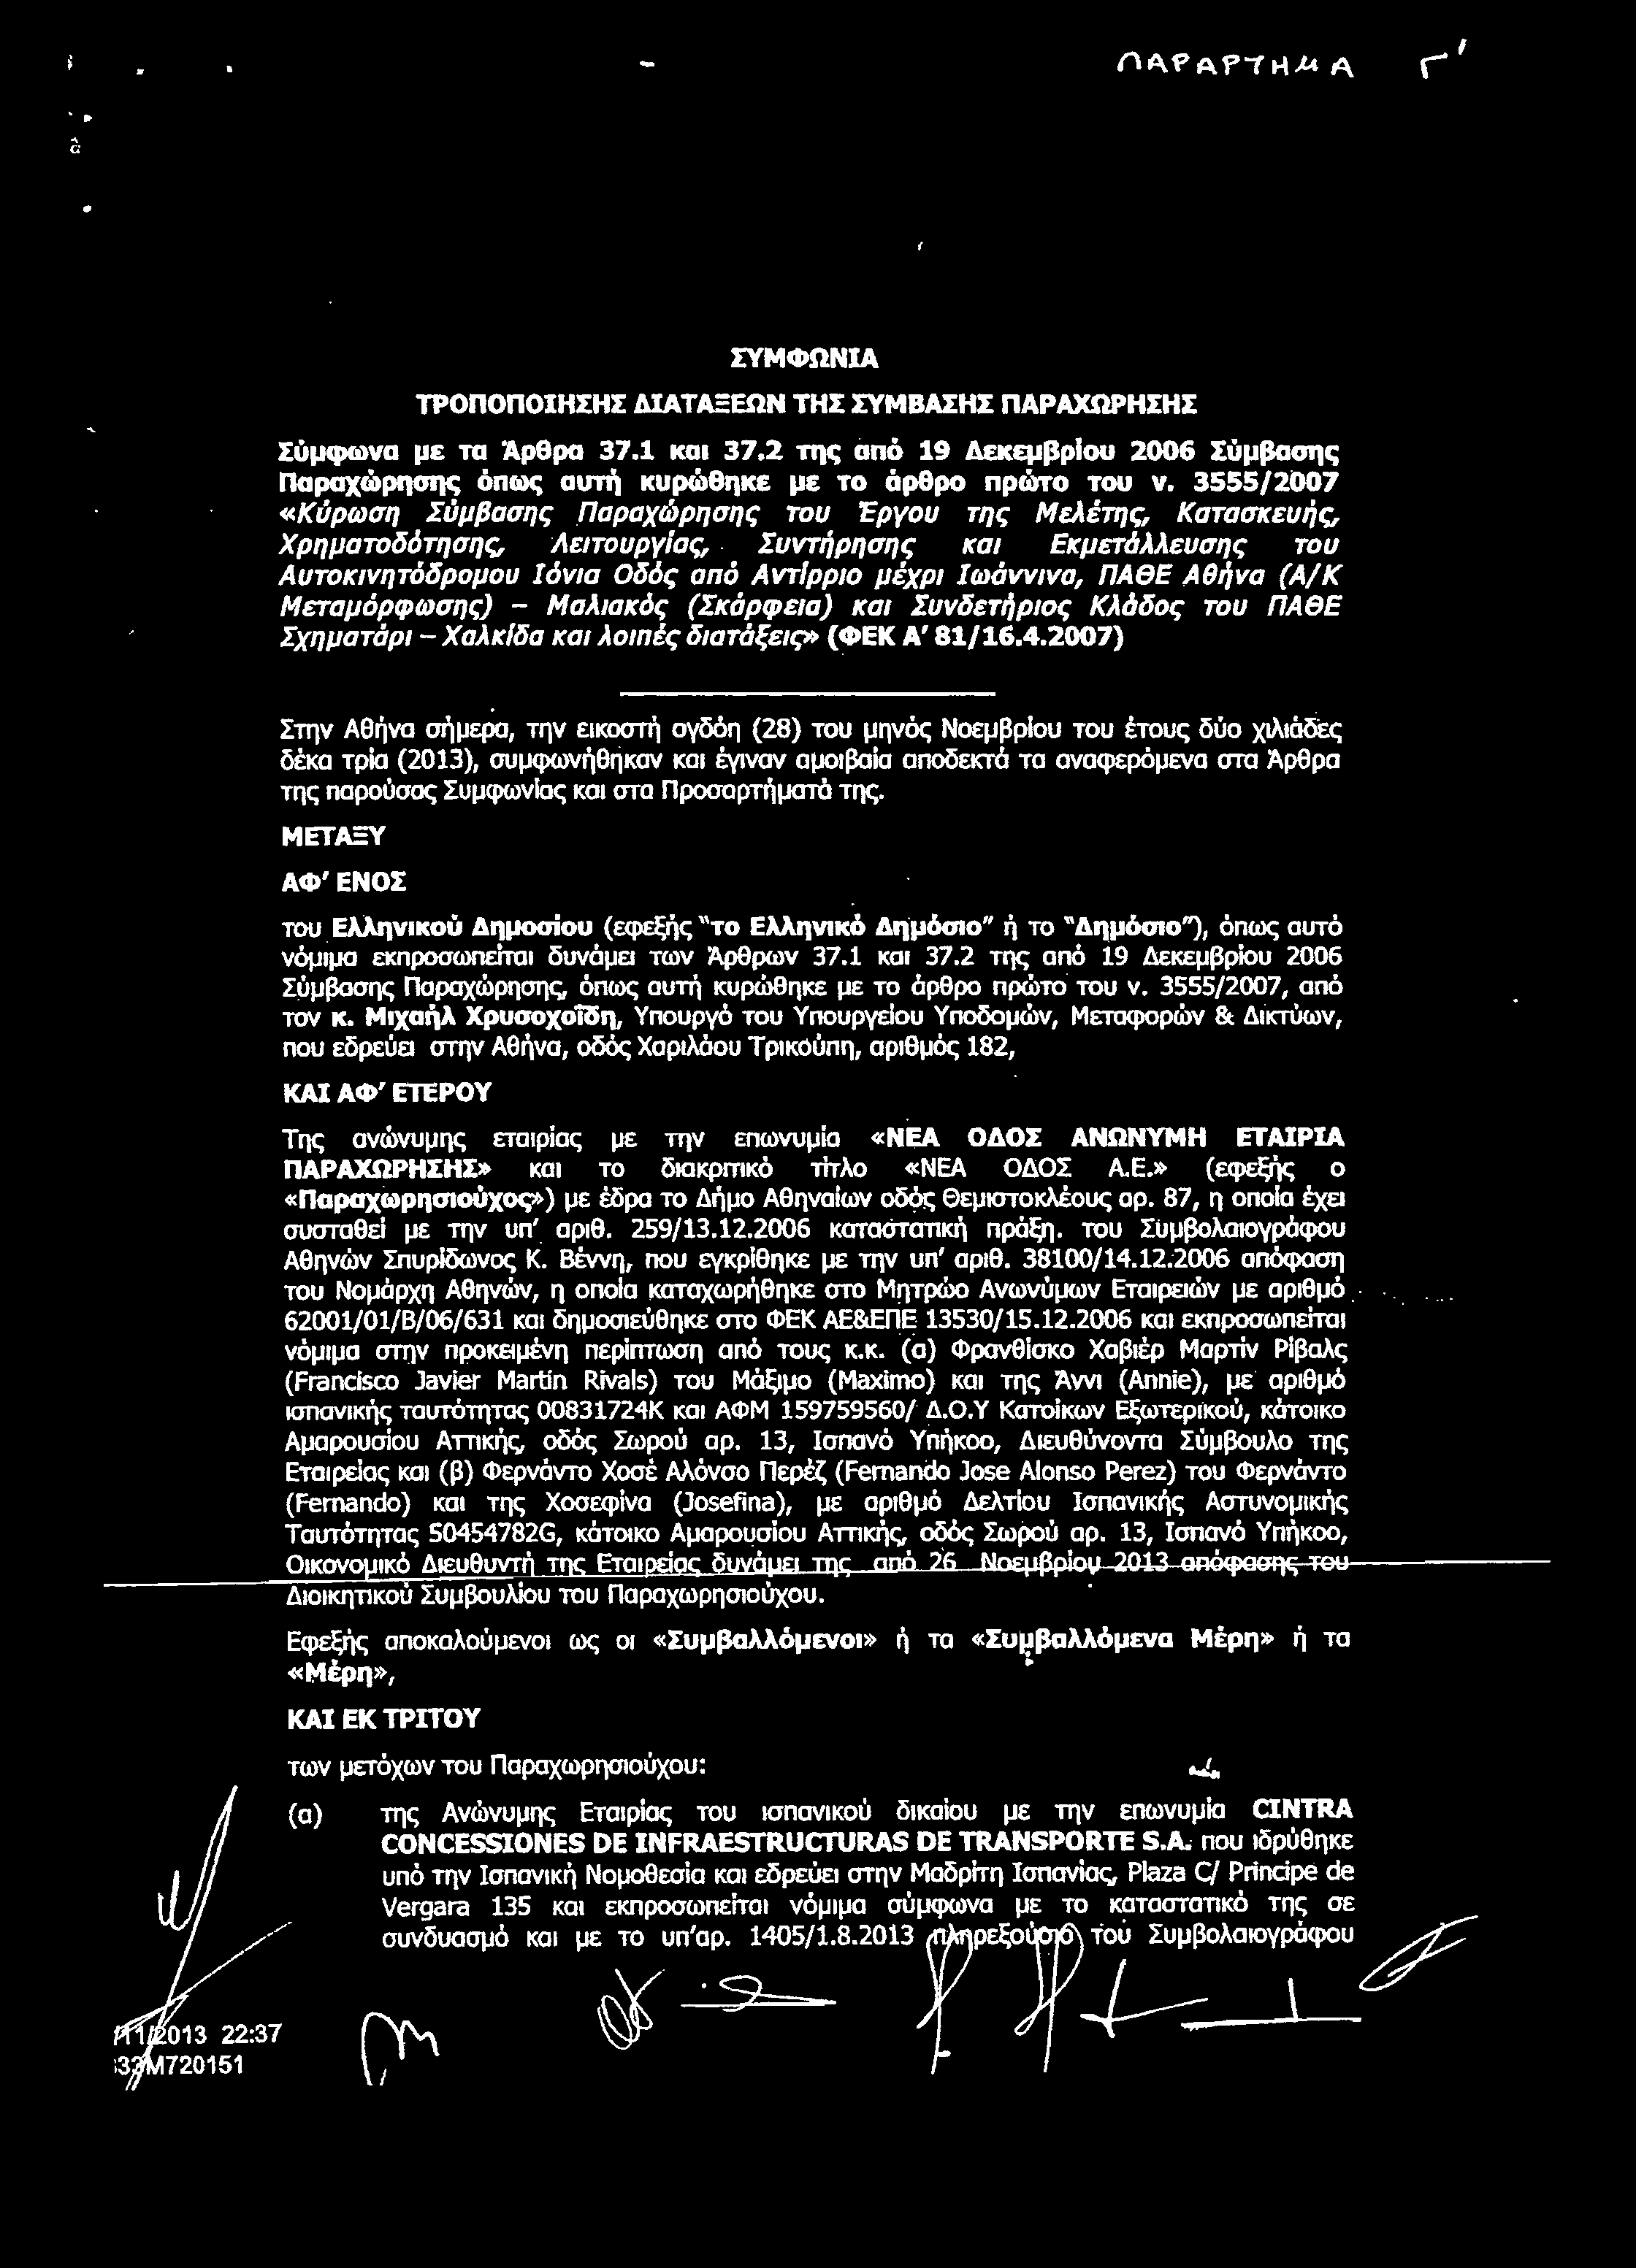 ΠΑΡΑΡΤΗΜΑ Γ'
ΣΥΜΦΩΝΙΑ
ΤΡΟΠΟΠΟΙΗΣΗΣ ΔΙΑΤΑΞΕΩΝ ΤΗΣ ΣΥΜΒΑΣΗΣ ΠΑΡΑΧΩΡΗΣΗΣ
Σύμφωνα με τα Άρθρα 37.1 και 37.2 της από 19 Δεκεμβρίου 2006 Σύμβασης
Παραχώρησης όπως αυτή κυρώθηκε με το άρθρο πρώτο του ν. 3555/2007
«Κύρωση Σύμβασης Παραχώρησης του Έργου της Μελέτης, Κατασκευής,
Χρηματοδότησης, Λειτουργίας, Συντήρησης και Εκμετάλλευσης του
Αυτοκινητόδρομου Ιόνια Οδός από Αντίρριο μέχρι Ιωάννινα, ΠΑΘΕ Αθήνα (Α/Κ
Μεταμόρφωσης) – Μαλιακός (Σκάρφεια) και Συνδετήριος Κλάδος του ΠΑΘΕ
Σχηματάρι – Χαλκίδα και λοιπές διατάξεις» (ΦΕΚ Α' 81/16.4.2007)
Στην Αθήνα σήμερα, την εικοστή ογδόη (28) του μηνός Νοεμβρίου του έτους δύο χιλιάδες
δέκα τρία (2013), συμφωνήθηκαν και έγιναν αμοιβαία αποδεκτά τα αναφερόμενα στα Άρθρα
της παρούσας Συμφωνίας και στα Προσαρτήματά της.
ΜΕΤΑΞΥ
ΑΦ' ΕΝΟΣ
του Ελληνικού Δημοσίου (εφεξής "το Ελληνικό Δημόσιο" ή το "Δημόσιο"), όπως αυτό
νόμιμα εκπροσωπείται δυνάμει των Άρθρων 37.1 και 37.2 της από 19 Δεκεμβρίου 2006
Σύμβασης Παραχώρησης, όπως αυτή κυρώθηκε με το άρθρο πρώτο του ν. 3555/2007, από
τον κ. Μιχαήλ Χρυσοχοΐδη, Υπουργό του Υπουργείου Υποδομών, Μεταφορών & Δικτύων,
που εδρεύει στην Αθήνα, οδός Χαριλάου Τρικούπη, αριθμός 182,
ΚΑΙ ΑΦ' ΕΤΕΡΟΥ
Της ανώνυμης εταιρίας με την επωνυμία «ΝΕΑ ΟΔΟΣ ΑΝΩΝΥΜΗ ΕΤΑΙΡΙΑ
ΠΑΡΑΧΩΡΗΣΗΣ» και το διακριτικό τίτλο «ΝΕΑ ΟΔΟΣ Α.Ε.» (εφεξής ο
«Παραχωρησιούχος») με έδρα το Δήμο Αθηναίων οδός Θεμιστοκλέους αρ. 87, η οποία έχει
συσταθεί με την υπ' αριθ. 259/13.12.2006 καταστατική πράξη. του Συμβολαιογράφου
Αθηνών Σπυρίδωνος Κ. Βέννη, που εγκρίθηκε με την υπ' αριθ. 38100/14.12.2006 απόφαση
του Νομάρχη Αθηνών, η οποία καταχωρήθηκε στο Μητρώο Ανωνύμων Εταιρειών με αριθμό
62001/01/Β/06/631 και δημοσιεύθηκε στο ΦΕΚ ΑΕ&ΕΠΕ 13530/15.12.2006 και εκπροσωπείται
νόμιμα στην προκειμένη περίπτωση από τους κ.κ. (α) Φρανθίσκο Χαβιέρ Μαρτίν Ρίβαλς
(Francisco Javier Martín Rivals) του Μάξιμο (Maximo) και της Άννι (Annie), με αριθμό
ισπανικής ταυτότητας 00831724Κ και ΑΦΜ 159759560/ Δ.Ο.Υ Κατοίκων Εξωτερικού, κάτοικο
Αμαρουσίου Αττικής, οδός Σωρού αρ. 13, Ισπανό Υπήκοο, Διευθύνοντα Σύμβουλο της
Εταιρείας και (β) Φερνάντο Χοσέ Αλόνσο Περέζ (Fernando Jose Alonso Perez) του Φερνάντο
(Fernando) και της Χοσεφίνα (Josefina), με αριθμό Δελτίου Ισπανικής Αστυνομικής
Ταυτότητας 50454782G, κάτοικο Αμαρουσίου Αττικής, οδός Σωρού αρ. 13, Ισπανό Υπήκοο,
Οικονομικό Διευθυντή της Εταιρείας δυνάμει της από 26 Νοεμβρίου 2013 απόφασης του
Διοικητικού Συμβουλίου του Παραχωρησιούχου.
Εφεξής αποκαλούμενοι ως οι «Συμβαλλόμενοι» ή τα «Συμβαλλόμενα Μέρη» ή τα
«Μέρη»,
ΚΑΙ ΕΚ ΤΡΙΤΟΥ
των μετόχων του Παραχωρησιούχου:
(α) της Ανώνυμης Εταιρίας του ισπανικού δικαίου με την επωνυμία CINTRA
CONCESSIONES DE INFRAESTRUCTURAS DE TRANSPORTE S.A. που ιδρύθηκε
υπό την Ισπανική Νομοθεσία και εδρεύει στην Μαδρίτη Ισπανίας, Plaza C/ Príncipe de
Vergara 135 και εκπροσωπείται νόμιμα σύμφωνα με το καταστατικό της σε
συνδυασμό και με το υπ'αρ. 1405/1.8.2013 πληρεξούσιό του Συμβολαιογράφου
/11/2013 22:37
M720151